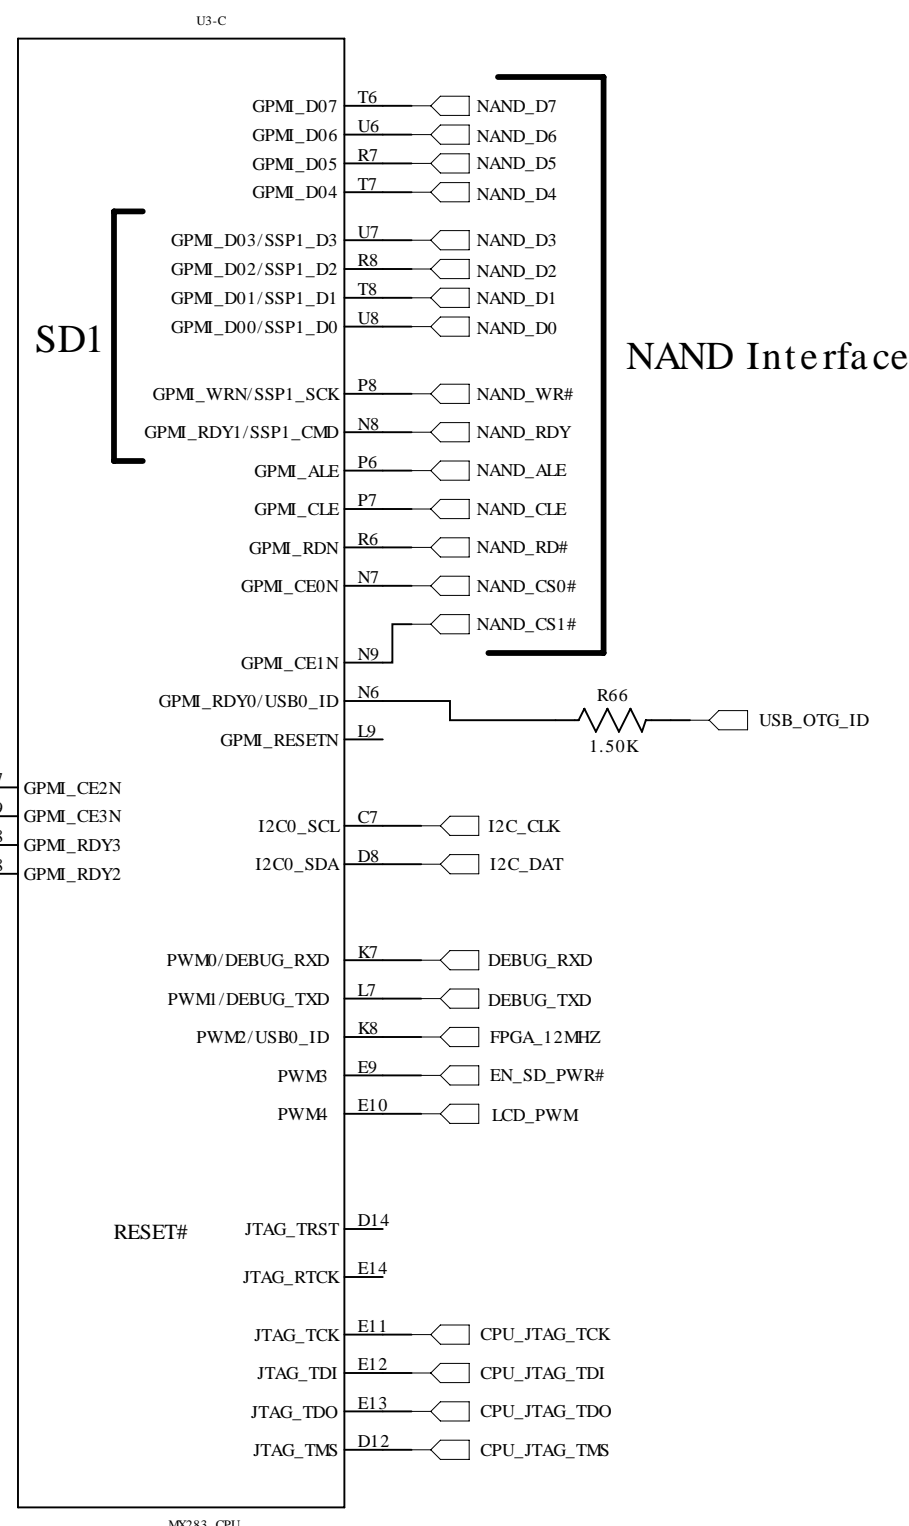 U3-C
GPMI_D07 T6 NAND_D7
GPMI_D06 U6 NAND_D6
GPMI_D05 R7 NAND_D5
GPMI_D04 T7 NAND_D4
GPMI_D03/SSP1_D3 U7 NAND_D3
GPMI_D02/SSP1_D2 R8 NAND_D2
GPMI_D01/SSP1_D1 T8 NAND_D1
GPMI_D00/SSP1_D0 U8 NAND_D0
SD1
NAND Interface
GPMI_WRN/SSP1_SCK P8 NAND_WR#
GPMI_RDY1/SSP1_CMD N8 NAND_RDY
GPMI_ALE P6 NAND_ALE
GPMI_CLE P7 NAND_CLE
GPMI_RDN R6 NAND_RD#
GPMI_CE0N N7 NAND_CS0#
NAND_CS1#
GPMI_CE1N N9
GPMI_RDY0/USB0_ID N6 R66 USB_OTG_ID
1.50K
GPMI_RESETN L9
GPMI_CE2N
GPMI_CE3N
GPMI_RDY3
GPMI_RDY2
I2C0_SCL C7 I2C_CLK
I2C0_SDA D8 I2C_DAT
PWM0/DEBUG_RXD K7 DEBUG_RXD
PWM1/DEBUG_TXD L7 DEBUG_TXD
PWM2/USB0_ID K8 FPGA_12MHZ
PWM3 E9 EN_SD_PWR#
PWM4 E10 LCD_PWM
RESET# JTAG_TRST D14
JTAG_RTCK E14
JTAG_TCK E11 CPU_JTAG_TCK
JTAG_TDI E12 CPU_JTAG_TDI
JTAG_TDO E13 CPU_JTAG_TDO
JTAG_TMS D12 CPU_JTAG_TMS
MX283_CPU